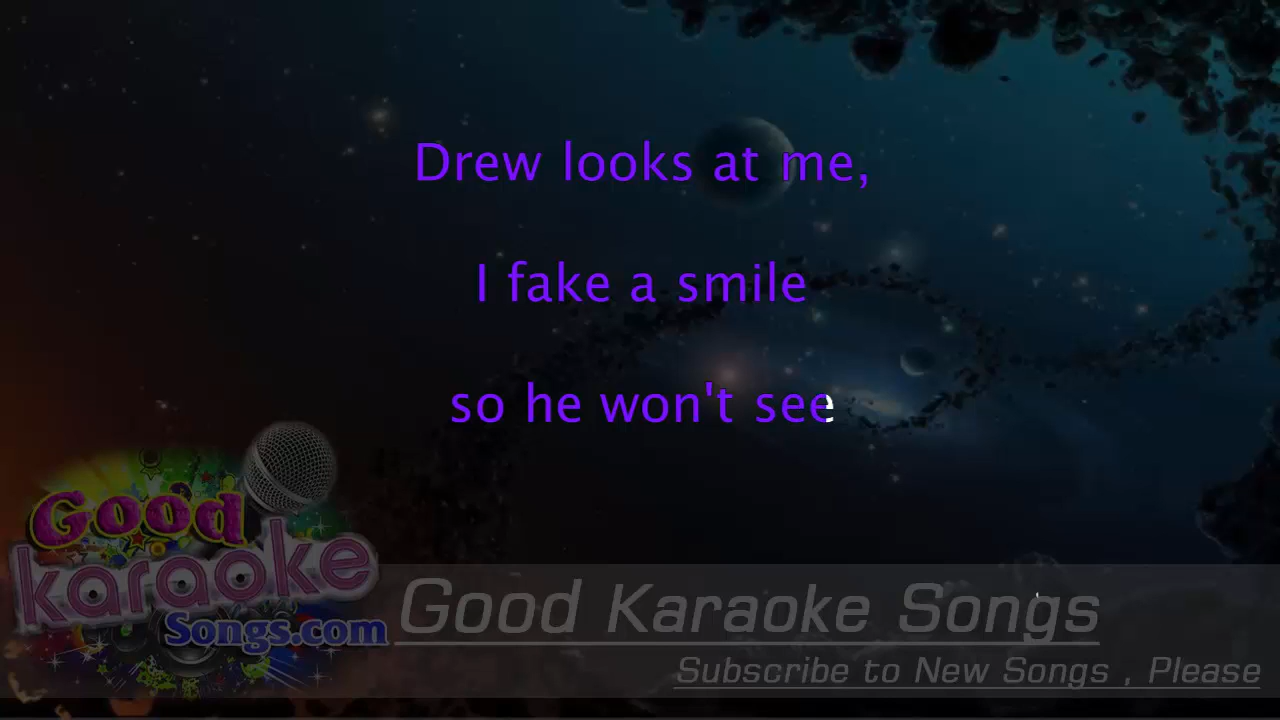 Drew looks at me,
I fake a smile
so he won't see
Good
karaoke
Songs.com
Good Karaoke Songs
Subscribe to New Songs , Please